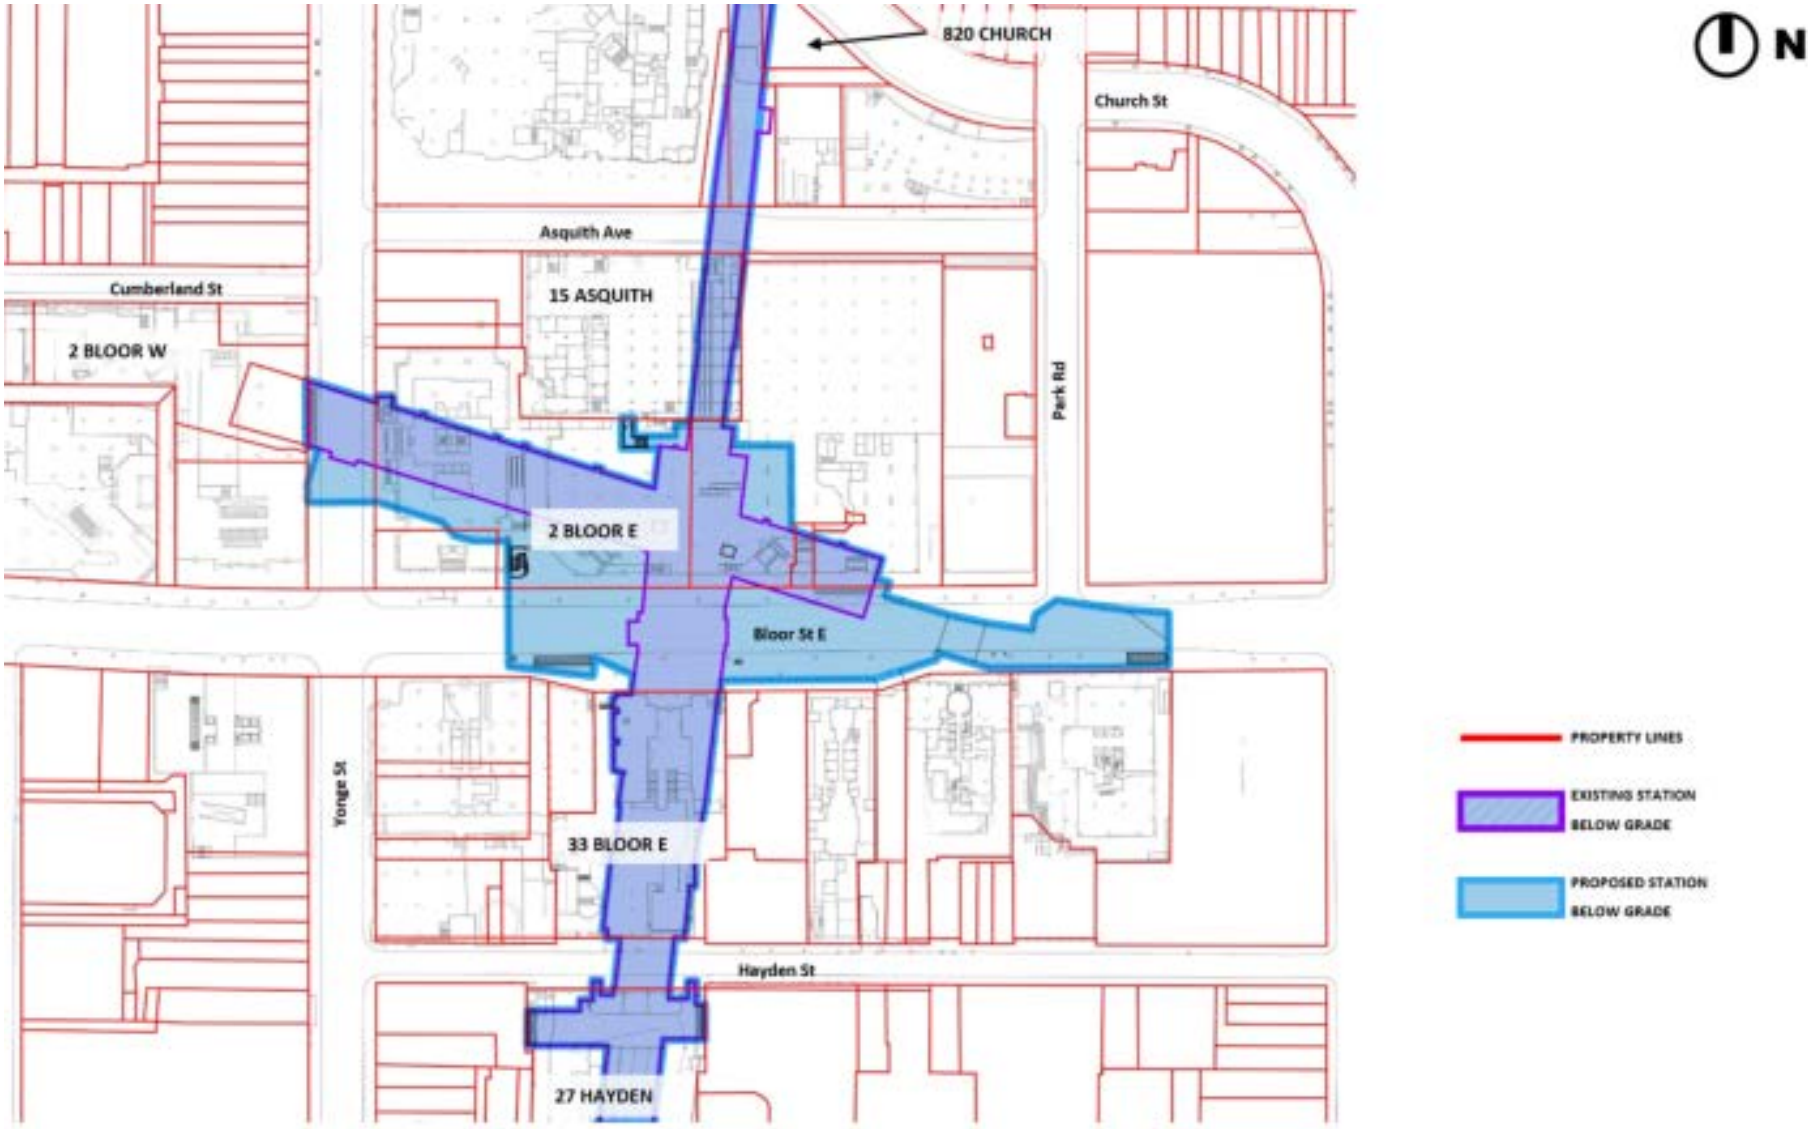 820 CHURCH
N
Church St
Asquith Ave
Cumberland St
15 ASQUITH
2 BLOOR W
Park Rd
2 BLOOR E
Bloor St E
Yonge St
33 BLOOR E
Hayden St
27 HAYDEN
PROPERTY LINES
EXISTING STATION
BELOW GRADE
PROPOSED STATION
BELOW GRADE